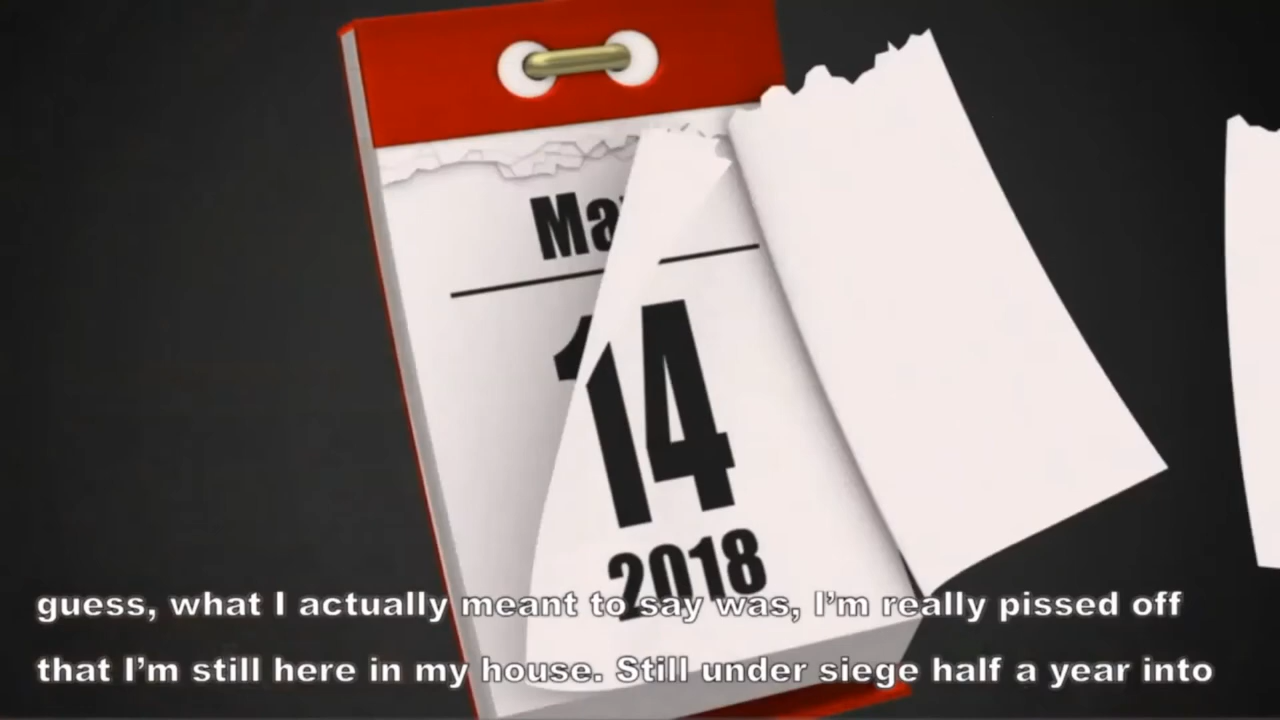 Ma
14
2018
guess, what I actually meant to say was, I'm really pissed off
that I'm still here in my house. Still under siege half a year into